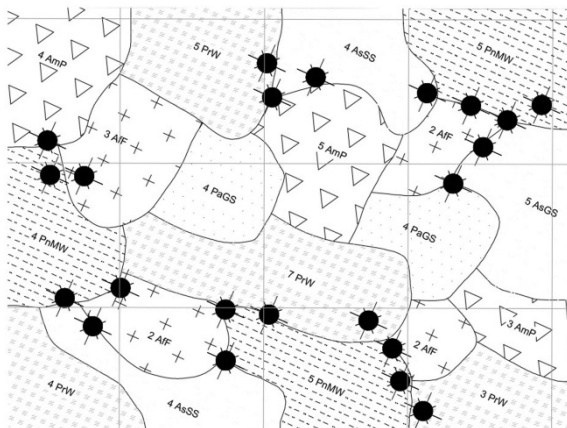 5 PrW
4 AsSS
5 PnMW
4 AmP
3 AfF
5 AmP
2 AfF
4 PaGS
5 AsGS
4 PnMW
4 PaGS
7 PrW
2 AfF
2 AfF
3 AmP
4 PrW
4 AsSS
5 PnMW
3 PrW